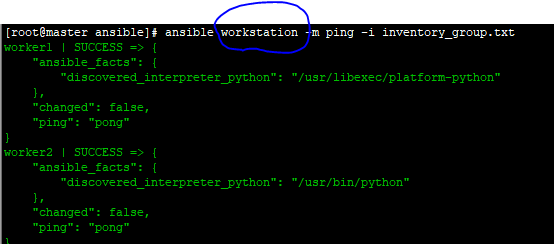 [root@master ansible]# ansible workstation -m ping -i inventory_group.txt
worker1 | SUCCESS => {
    "ansible_facts": {
        "discovered_interpreter_python": "/usr/libexec/platform-python"
    },
    "changed": false,
    "ping": "pong"
}
worker2 | SUCCESS => {
    "ansible_facts": {
        "discovered_interpreter_python": "/usr/bin/python"
    },
    "changed": false,
    "ping": "pong"